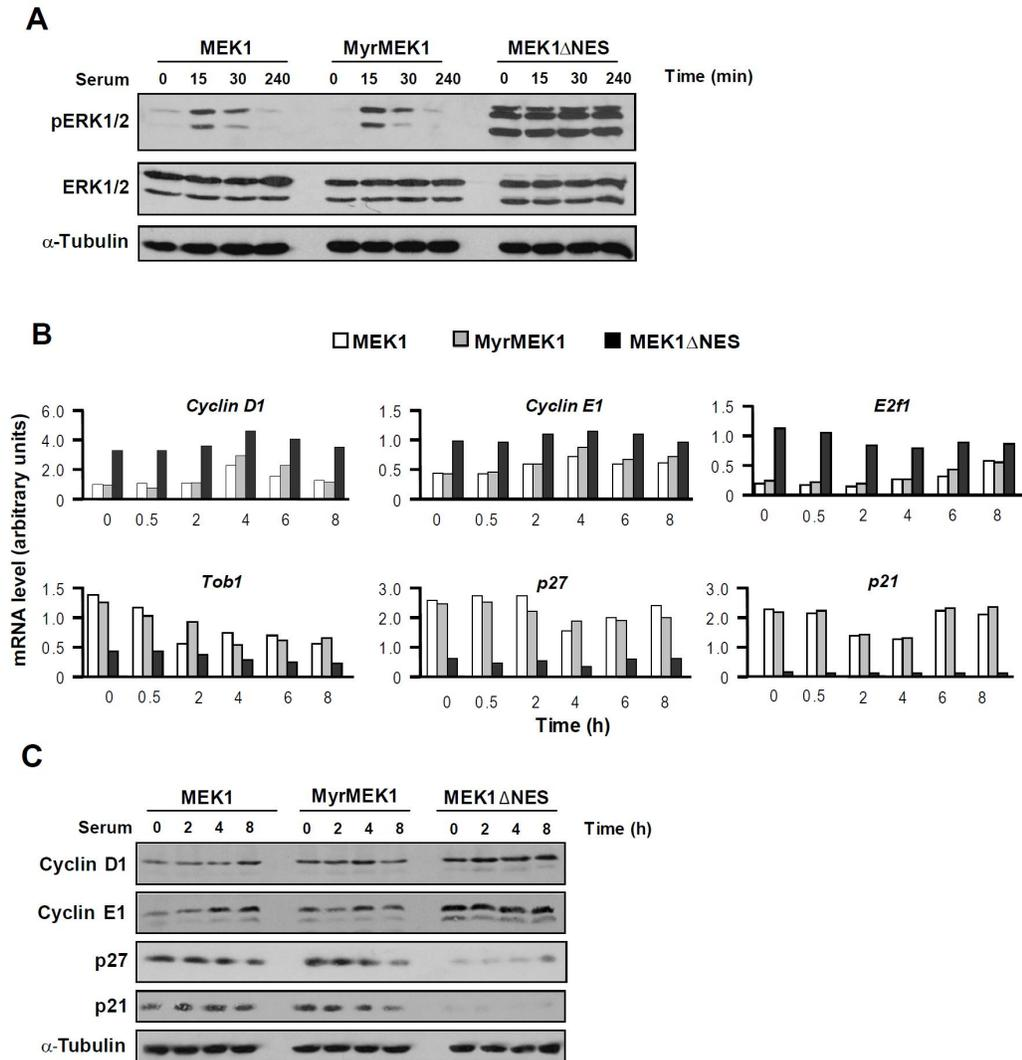 A
MEK1 MyrMEK1 MEK1ΔNES
Serum 0 15 30 240 0 15 30 240 0 15 30 240 Time (min)
pERK1/2
ERK1/2
α-Tubulin
B
MEK1 MyrMEK1 MEK1ΔNES
mRNA level (arbitrary units)
Cyclin D1
6.0
4.0
2.0
0
0 0.5 2 4 6 8
Cyclin E1
1.5
1.0
0.5
0
0 0.5 2 4 6 8
E2f1
1.5
1.0
0.5
0
0 0.5 2 4 6 8
Tob1
1.5
1.0
0.5
0
0 0.5 2 4 6 8
p27
3.0
2.0
1.0
0
0 0.5 2 4 6 8
p21
3.0
2.0
1.0
0
0 0.5 2 4 6 8
Time (h)
C
MEK1 MyrMEK1 MEK1ΔNES
Serum 0 2 4 8 0 2 4 8 0 2 4 8 Time (h)
Cyclin D1
Cyclin E1
p27
p21
α-Tubulin